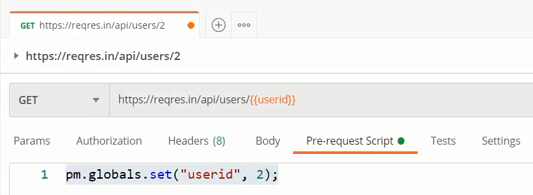 GET https://reqres.in/api/users/2
https://reqres.in/api/users/2
GET https://reqres.in/api/users/{{userid}}
Params Authorization Headers (8) Body Pre-request Script Tests Settings
1 pm.globals.set("userid", 2);